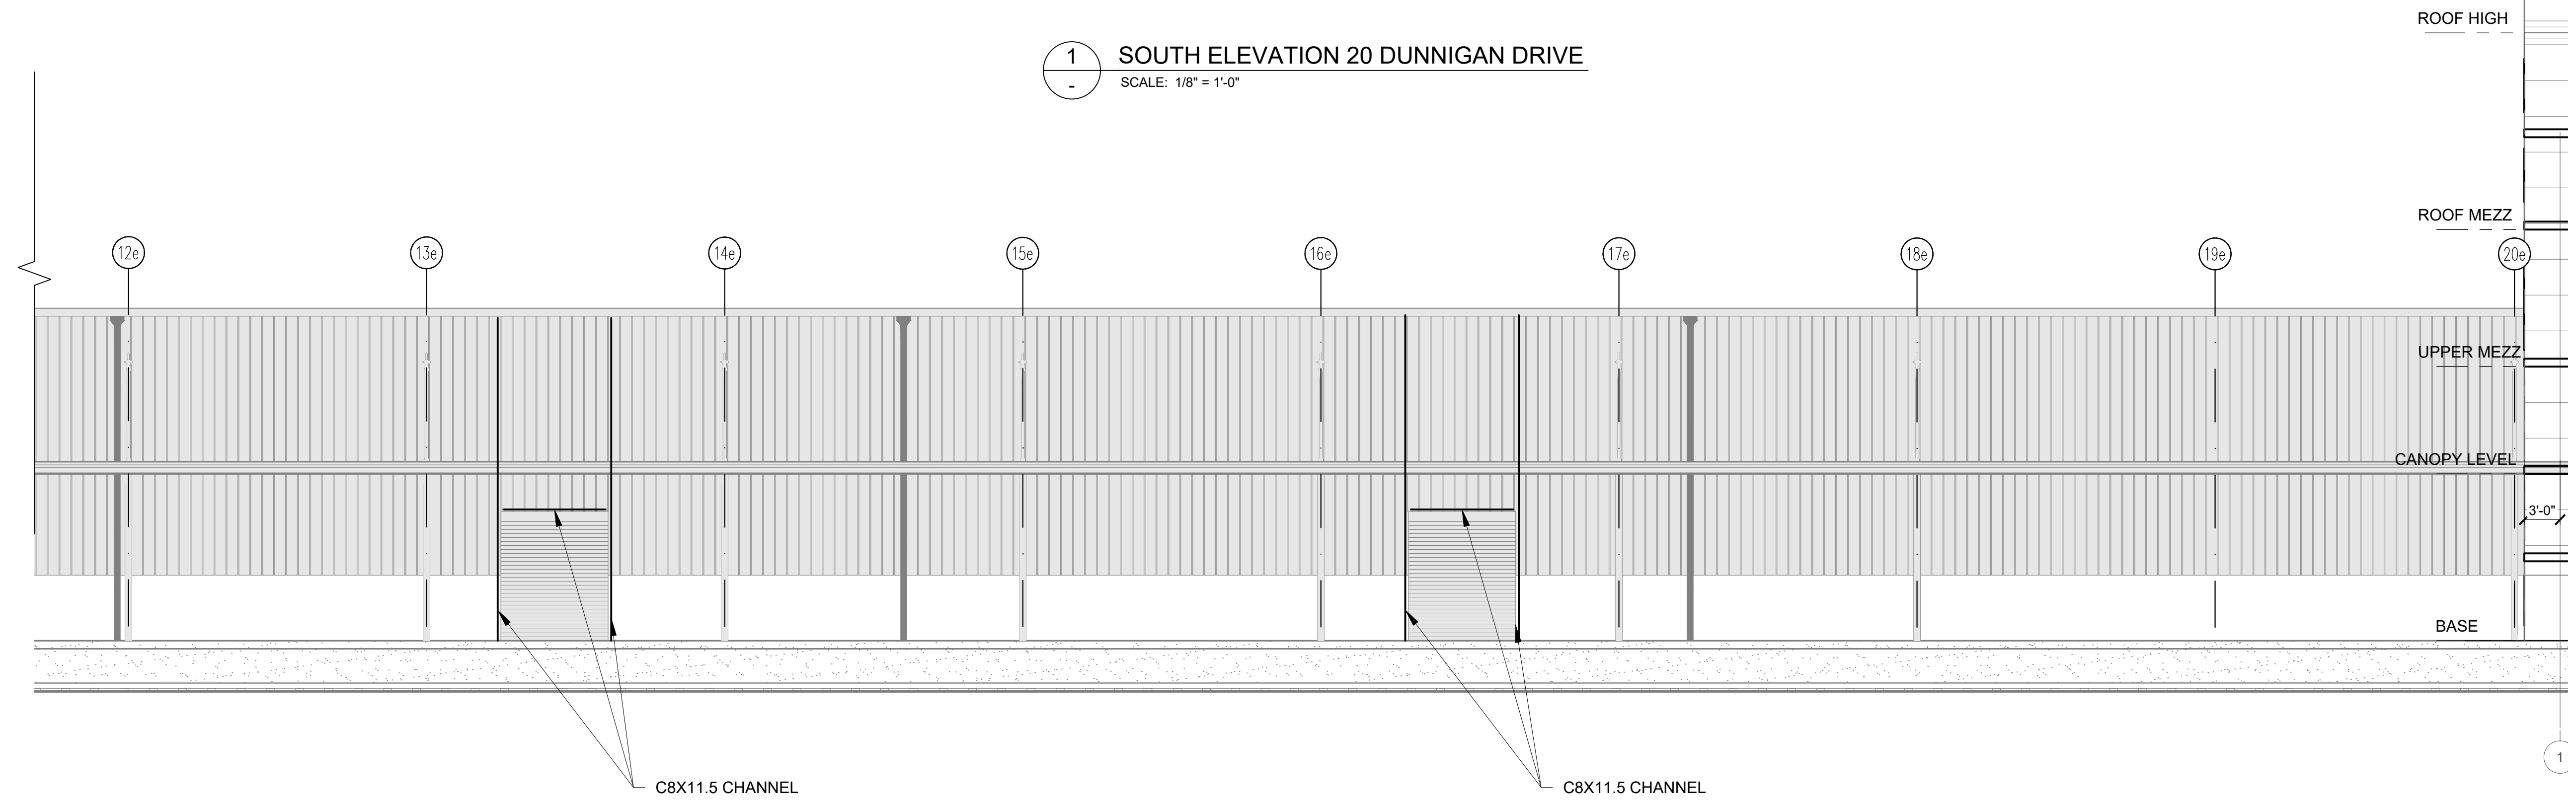 ROOF HIGH
1
SOUTH ELEVATION 20 DUNNIGAN DRIVE
-
SCALE: 1/8" = 1'-0"
ROOF MEZZ
12e
13e
14e
15e
16e
17e
18e
19e
20e
UPPER MEZZ
CANOPY LEVEL
3'-0"
BASE
1
C8X11.5 CHANNEL
C8X11.5 CHANNEL